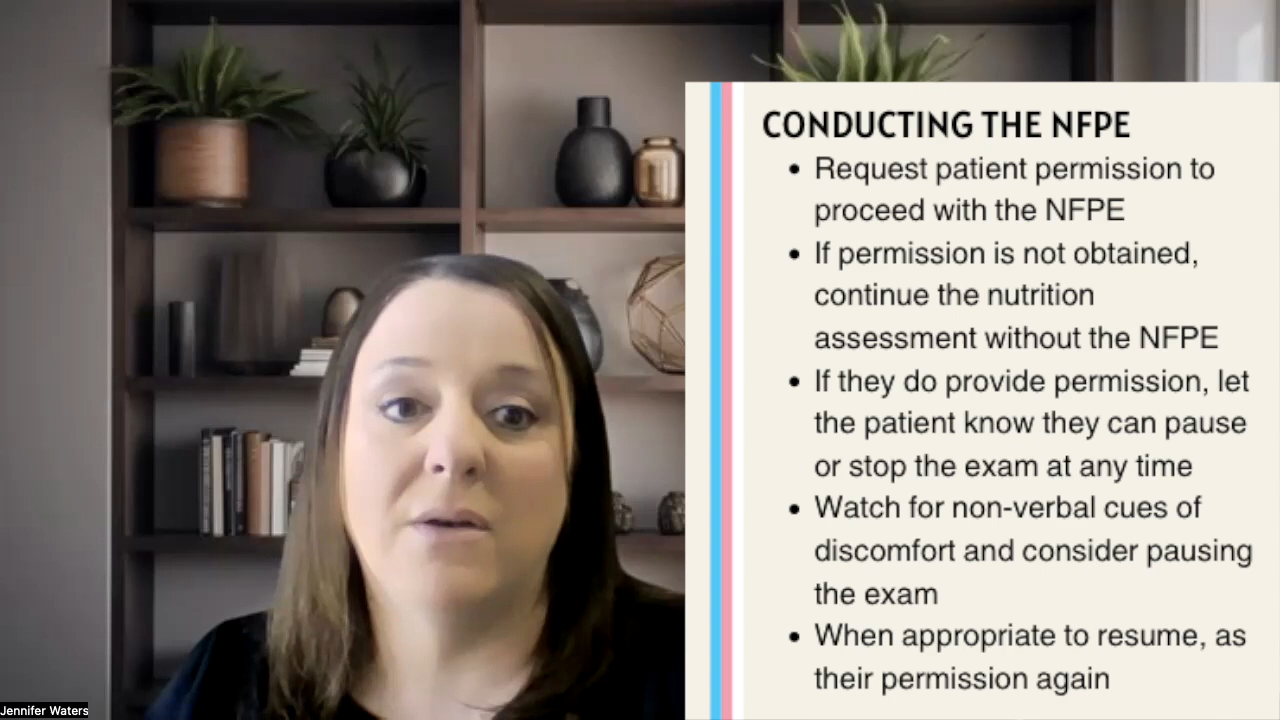 CONDUCTING THE NFPE
• Request patient permission to
proceed with the NFPE
• If permission is not obtained,
continue the nutrition
assessment without the NFPE
• If they do provide permission, let
the patient know they can pause
or stop the exam at any time
• Watch for non-verbal cues of
discomfort and consider pausing
the exam
• When appropriate to resume, as
their permission again
Jennifer Waters